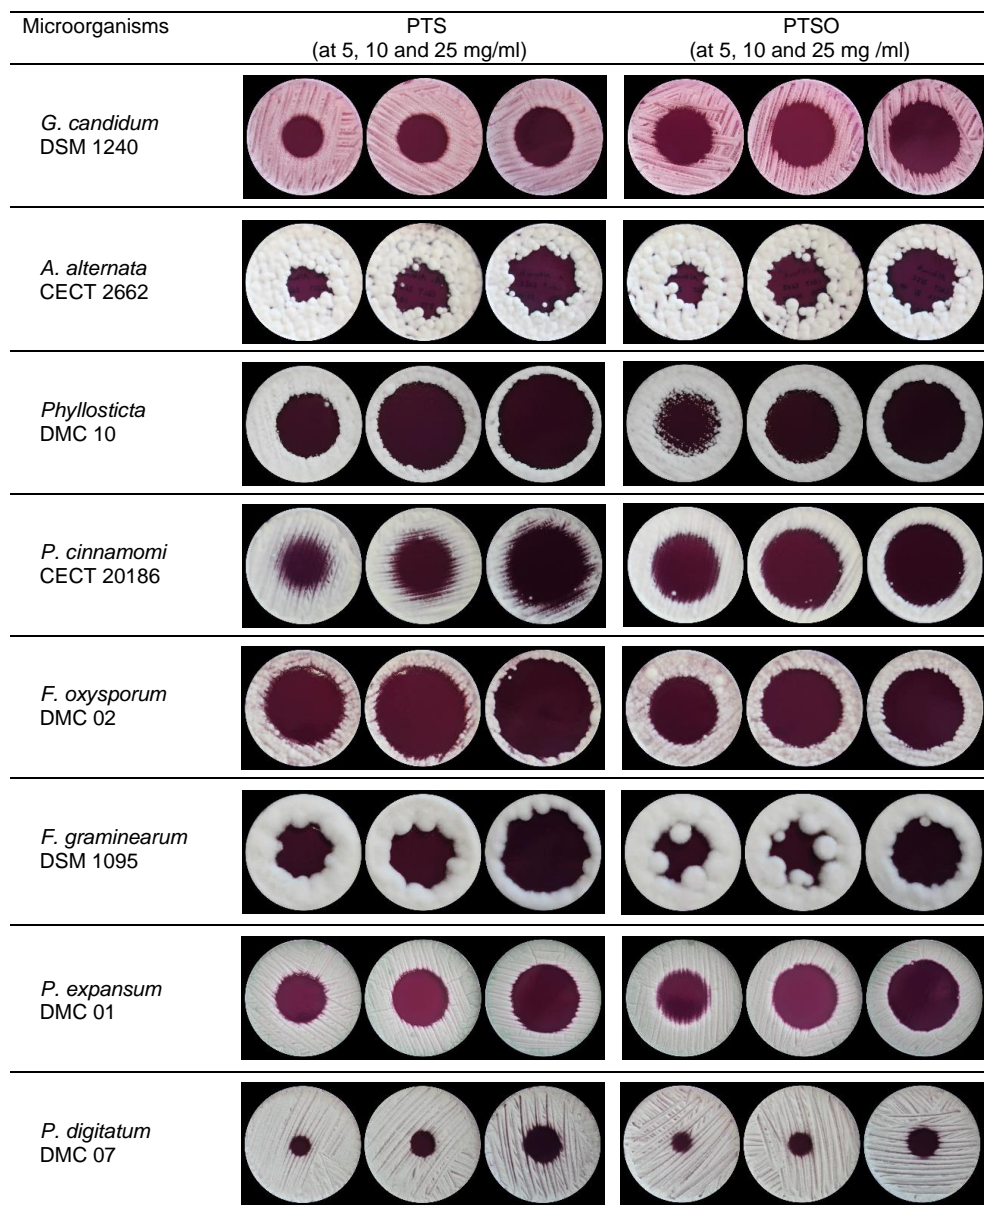 Microorganisms PTS PTSO
(at 5, 10 and 25 mg/ml) (at 5, 10 and 25 mg /ml)
G. candidum
DSM 1240
A. alternata
CECT 2662
Phyllosticta
DMC 10
P. cinnamomi
CECT 20186
F. oxysporum
DMC 02
F. graminearum
DSM 1095
P. expansum
DMC 01
P. digitatum
DMC 07